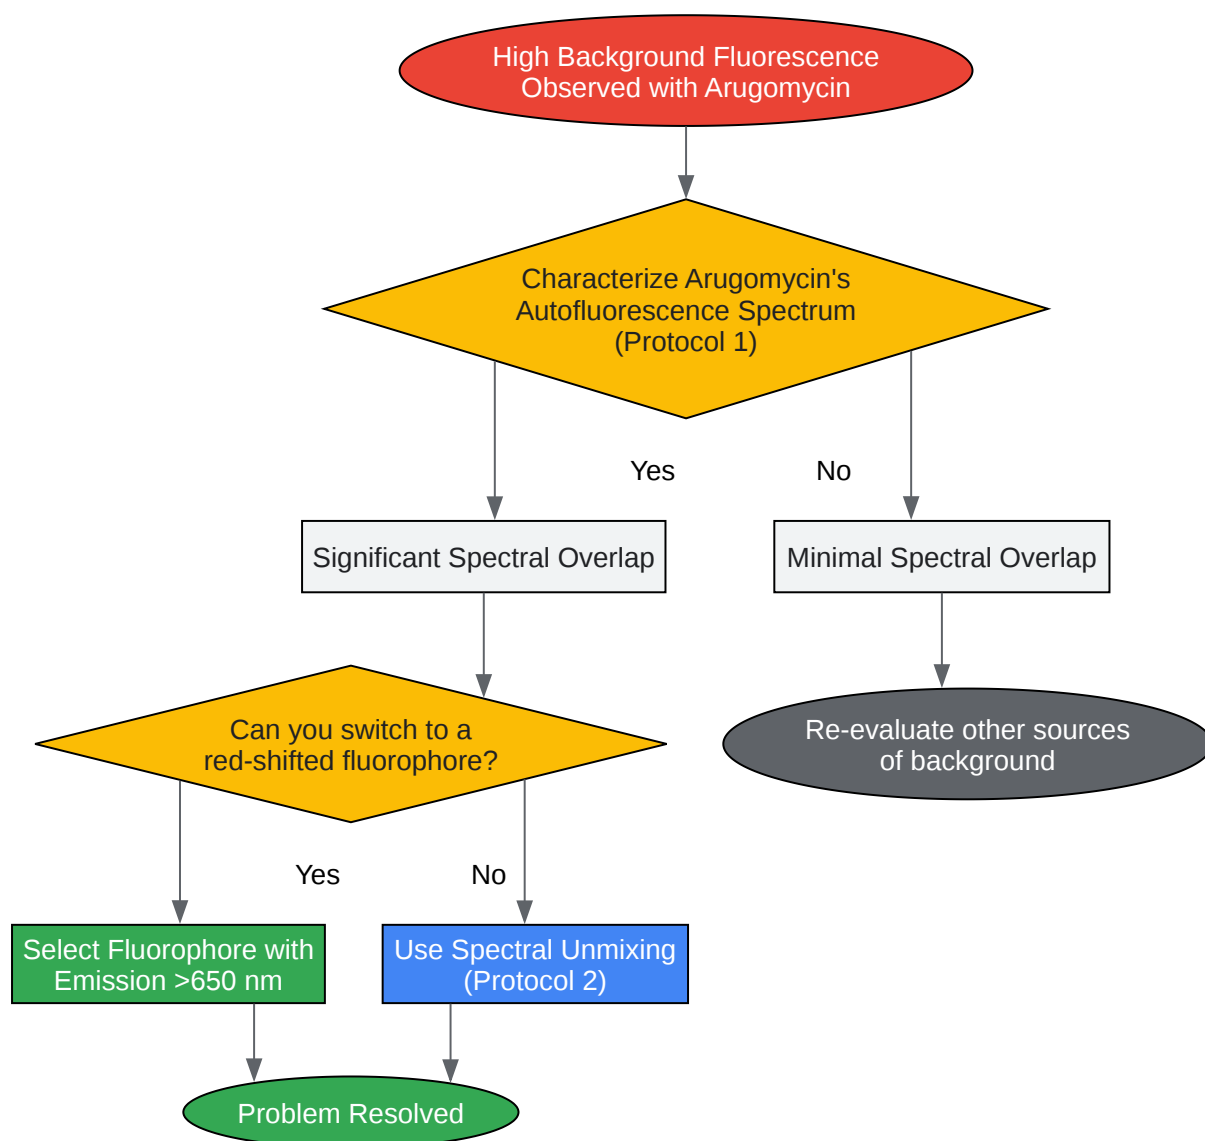 High Background Fluorescence
Observed with Arugomycin
Characterize Arugomycin's
Autofluorescence Spectrum
(Protocol 1)
Yes
No
Significant Spectral Overlap
Minimal Spectral Overlap
Can you switch to a
red-shifted fluorophore?
Re-evaluate other sources
of background
Yes
No
Select Fluorophore with
Emission >650 nm
Use Spectral Unmixing
(Protocol 2)
Problem Resolved